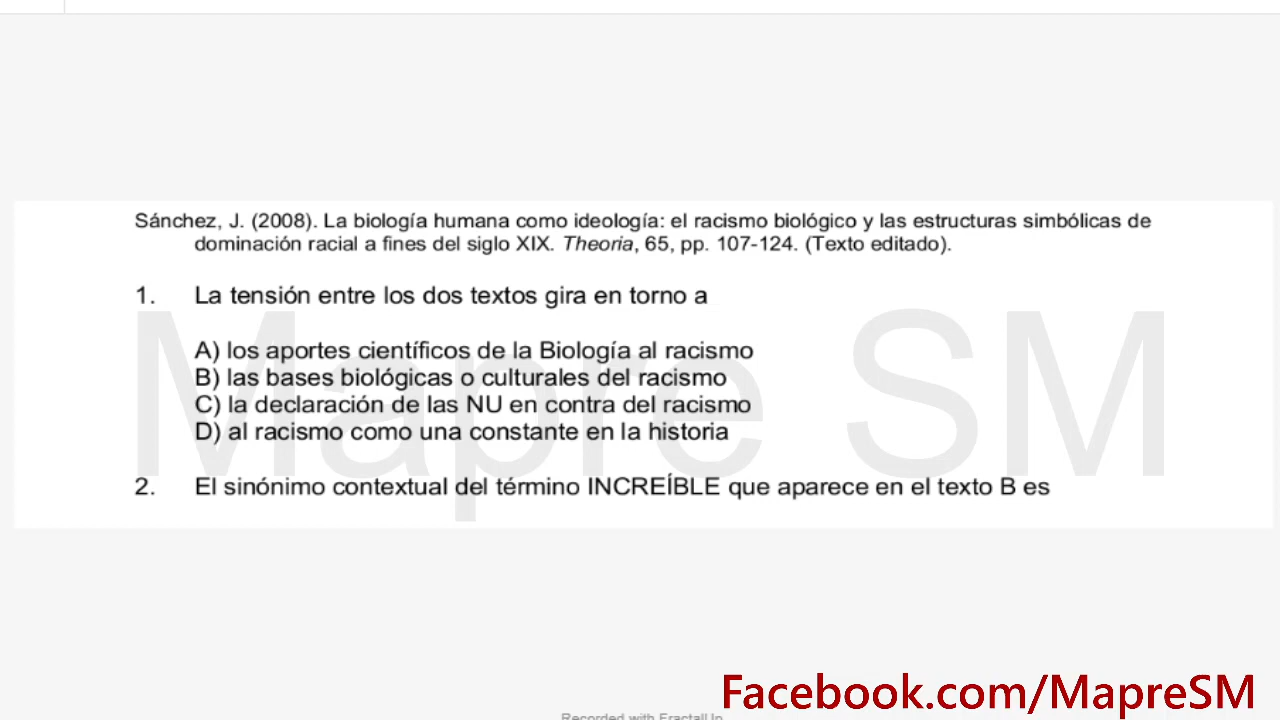 Sánchez, J. (2008). La biología humana como ideología: el racismo biológico y las estructuras simbólicas de
dominación racial a fines del siglo XIX. Theoria, 65, pp. 107-124. (Texto editado).
1. La tensión entre los dos textos gira en torno a
A) los aportes científicos de la Biología al racismo
B) las bases biológicas o culturales del racismo
C) la declaración de las NU en contra del racismo
D) al racismo como una constante en la historia
Mapre SM
2. El sinónimo contextual del término INCREÍBLE que aparece en el texto B es
Facebook.com/MapreSM
Recorded with FractalUp